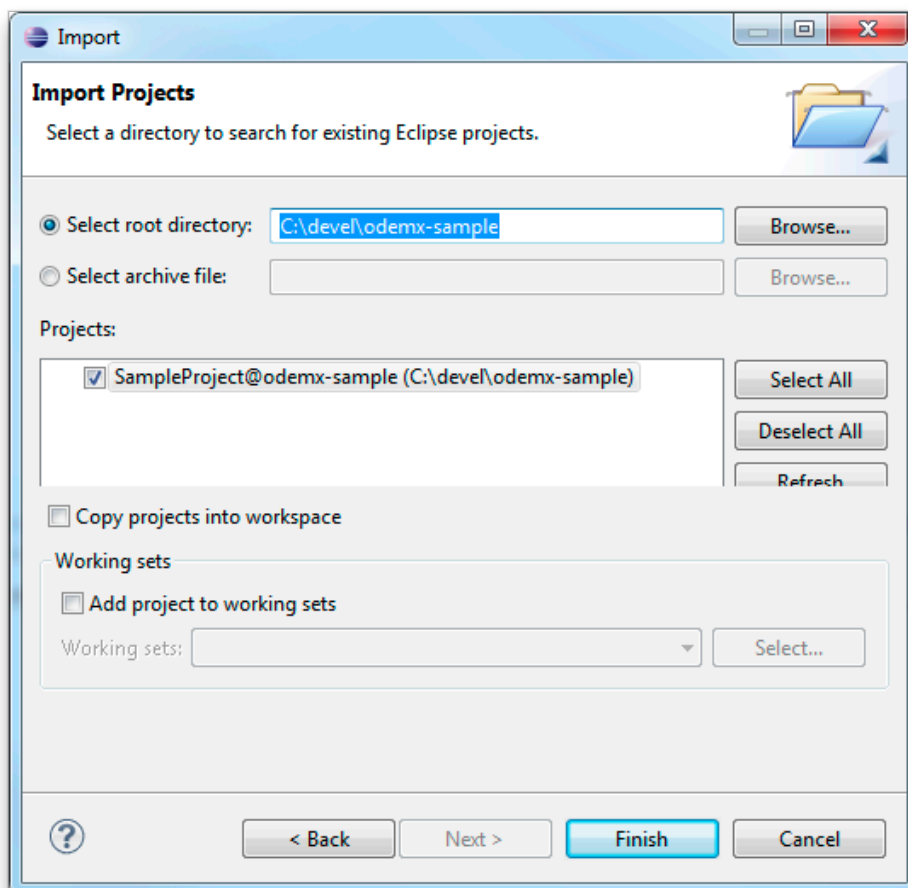 Import
Import Projects
Select a directory to search for existing Eclipse projects.
Select root directory: C:\devel\odemx-sample Browse...
Select archive file: Browse...
Projects:
SampleProject@odemx-sample (C:\devel\odemx-sample) Select All
Deselect All
Refresh
Copy projects into workspace
Working sets
Add project to working sets
Working sets: Select...
? < Back Next > Finish Cancel